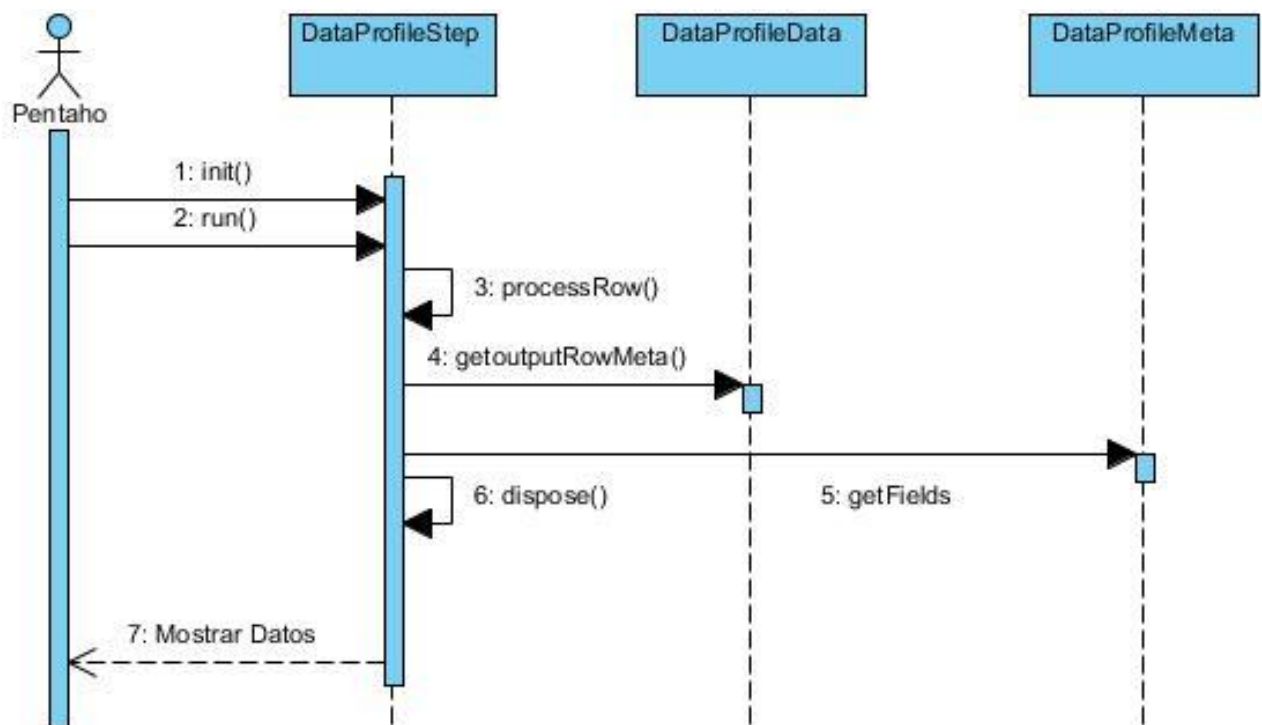 DataProfileStep
DataProfileData
DataProfileMeta
Pentaho
1: init()
2: run()
3: processRow()
4: getoutputRowMeta()
6: dispose()
5: getFields
7: Mostrar Datos